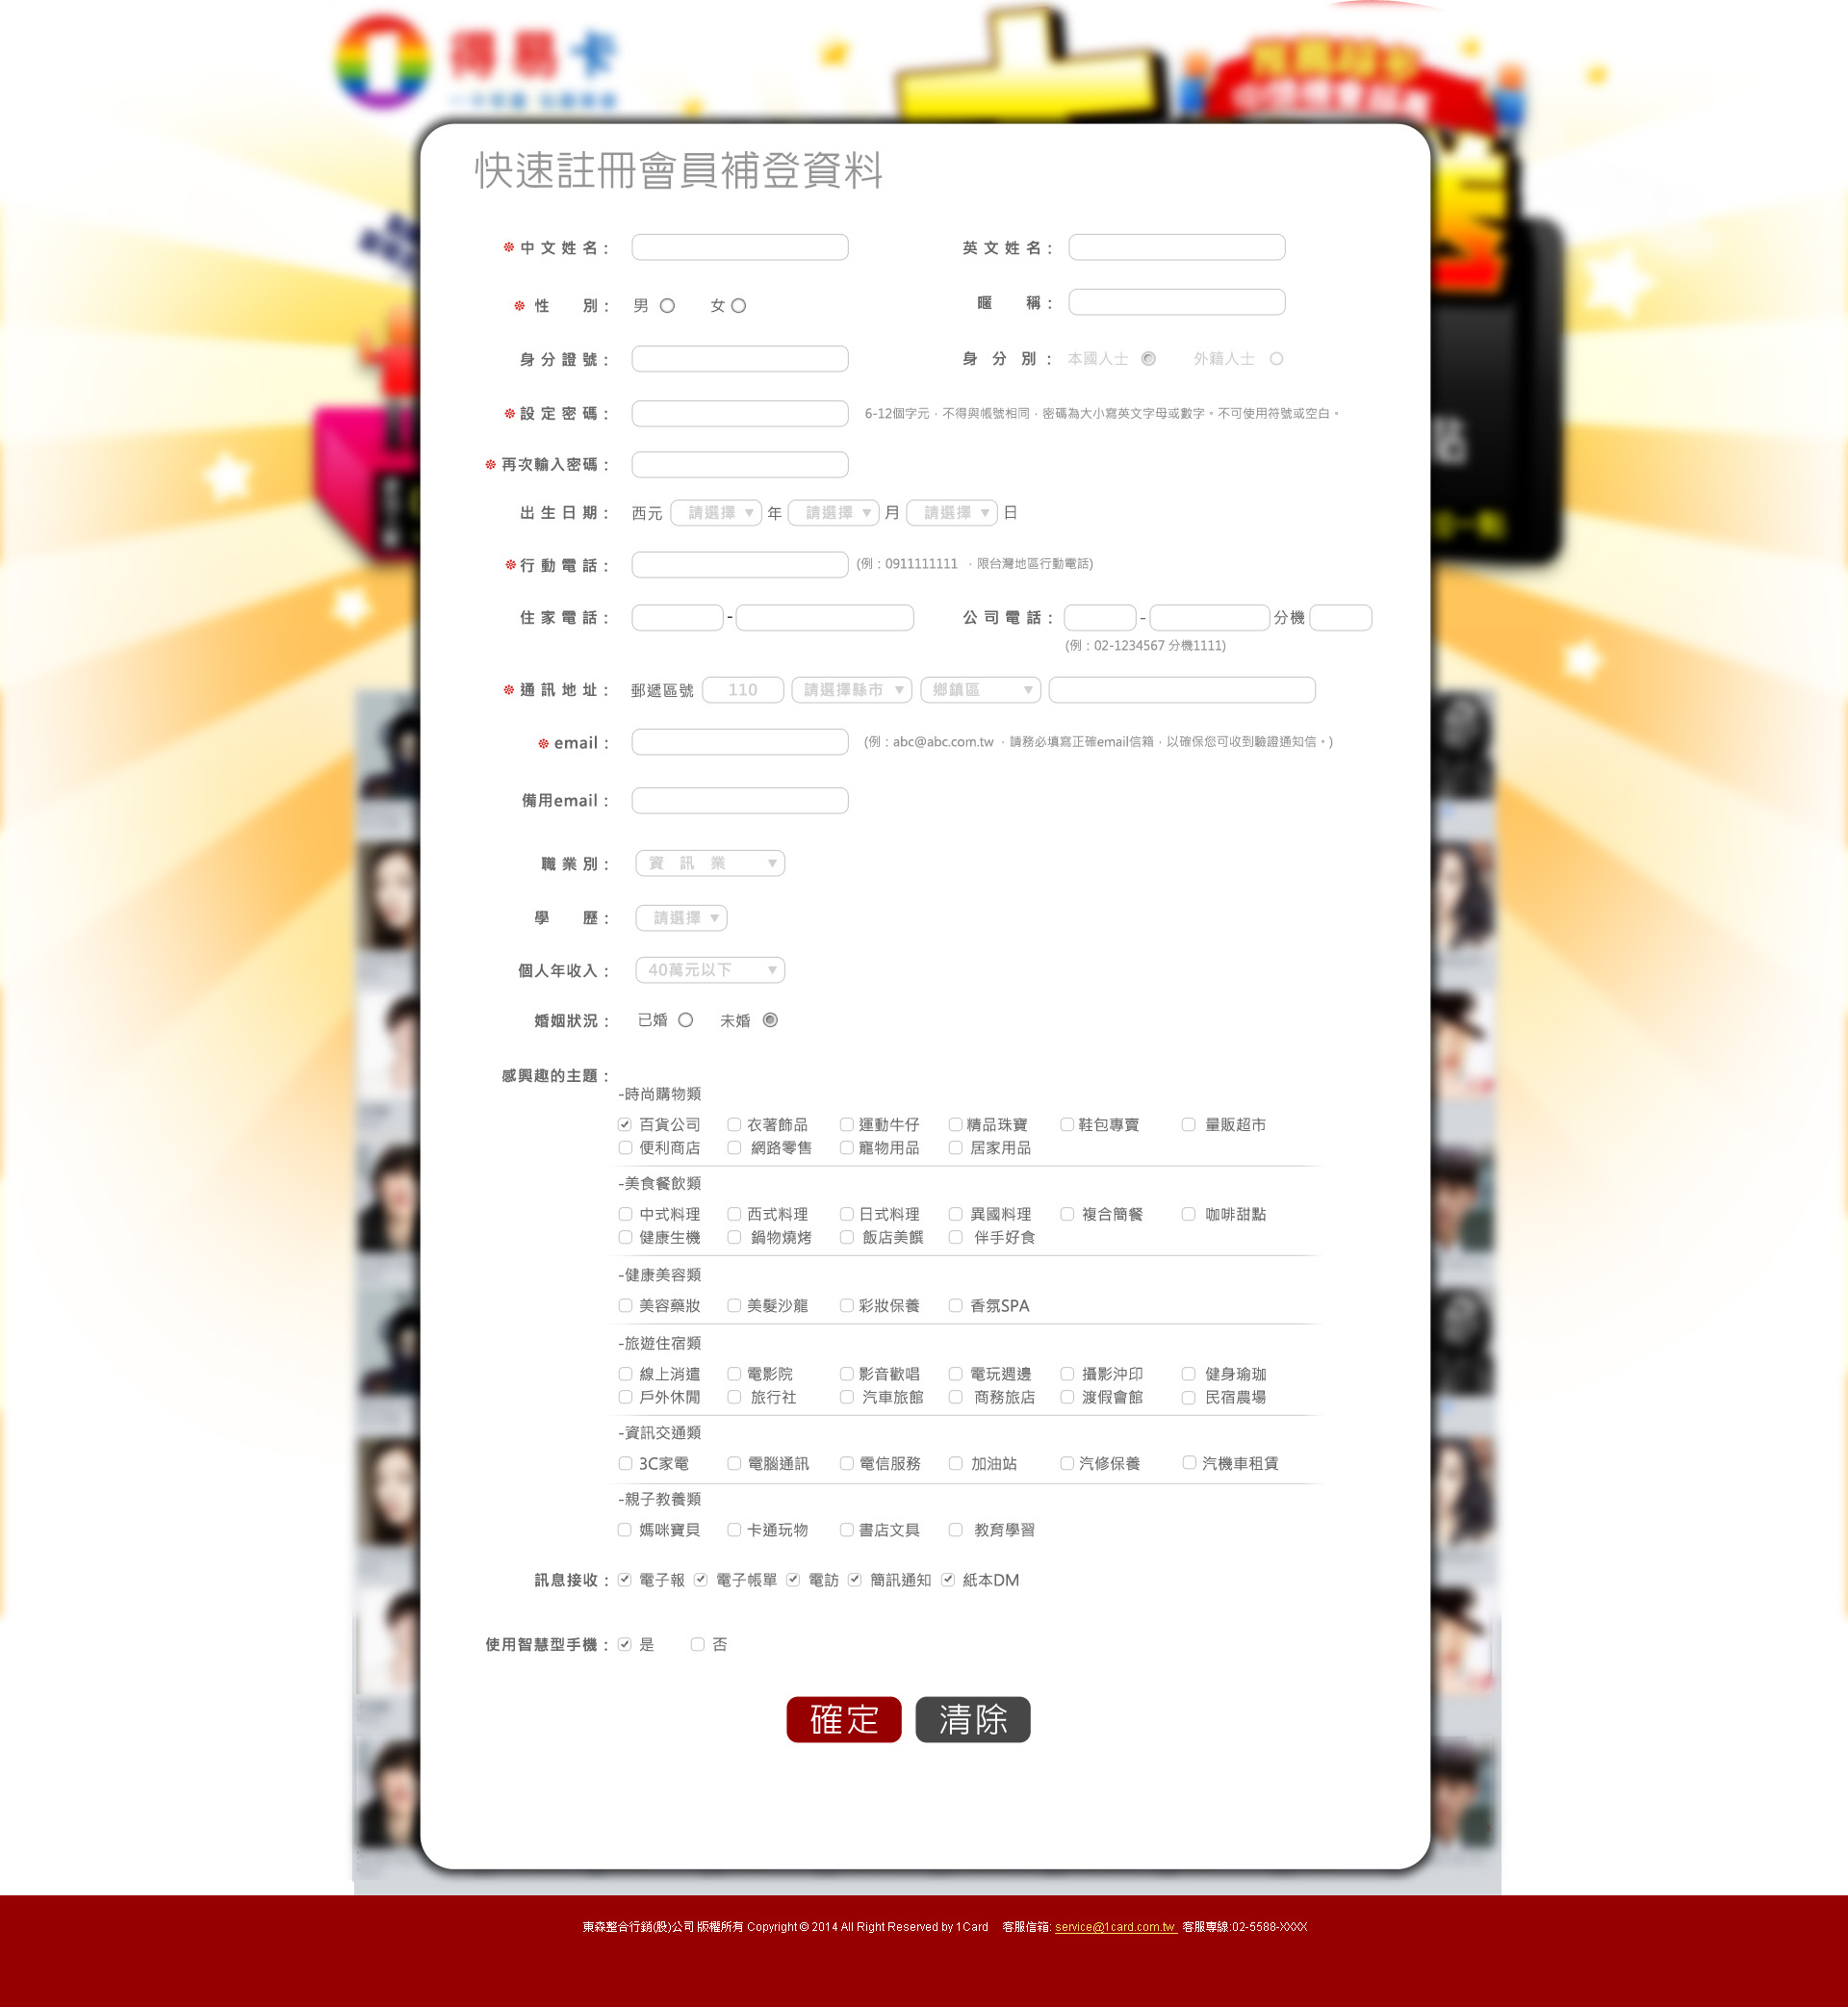 得易卡
快速註冊會員補登資料
※ 中文姓名：
英文姓名：
※ 性 別： 男 女
暱 稱：
身分證號：
身分別： 本國人士 外籍人士
※ 設定密碼： 6-12個字元，不得與帳號相同，密碼為大小寫英文字母或數字。不可使用符號或空白。
※ 再次輸入密碼：
出生日期： 西元 請選擇 ▼ 年 請選擇 ▼ 月 請選擇 ▼ 日
※ 行動電話： (例：0911111111 ，限台灣地區行動電話)
住家電話： -
公司電話： - 分機
(例：02-1234567 分機1111)
※ 通訊地址： 郵遞區號 110 請選擇縣市 ▼ 鄉鎮區 ▼
※ email： (例：abc@abc.com.tw ，請務必填寫正確email信箱，以確保您可收到驗證通知信。)
備用email：
職業別： 資訊業 ▼
學 歷： 請選擇 ▼
個人年收入： 40萬元以下 ▼
婚姻狀況： 已婚 未婚
感興趣的主題：
-時尚購物類
百貨公司 衣著飾品 運動牛仔 精品珠寶 鞋包專賣 量販超市
便利商店 網路零售 寵物用品 居家用品
-美食餐飲類
中式料理 西式料理 日式料理 異國料理 複合簡餐 咖啡甜點
健康生機 鍋物燒烤 飯店美饌 伴手好食
-健康美容類
美容藥妝 美髮沙龍 彩妝保養 香氛SPA
-旅遊住宿類
線上消遣 電影院 影音歡唱 電玩週邊 攝影沖印 健身瑜珈
戶外休閒 旅行社 汽車旅館 商務旅店 渡假會館 民宿農場
-資訊交通類
3C家電 電腦通訊 電信服務 加油站 汽修保養 汽機車租賃
-親子教養類
媽咪寶貝 卡通玩物 書店文具 教育學習
訊息接收： 電子報 電子帳單 電訪 簡訊通知 紙本DM
使用智慧型手機： 是 否
確定 清除
東森整合行銷(股)公司 版權所有 Copyright © 2014 All Right Reserved by 1Card 客服信箱: service@1card.com.tw 客服專線:02-5588-XXXX